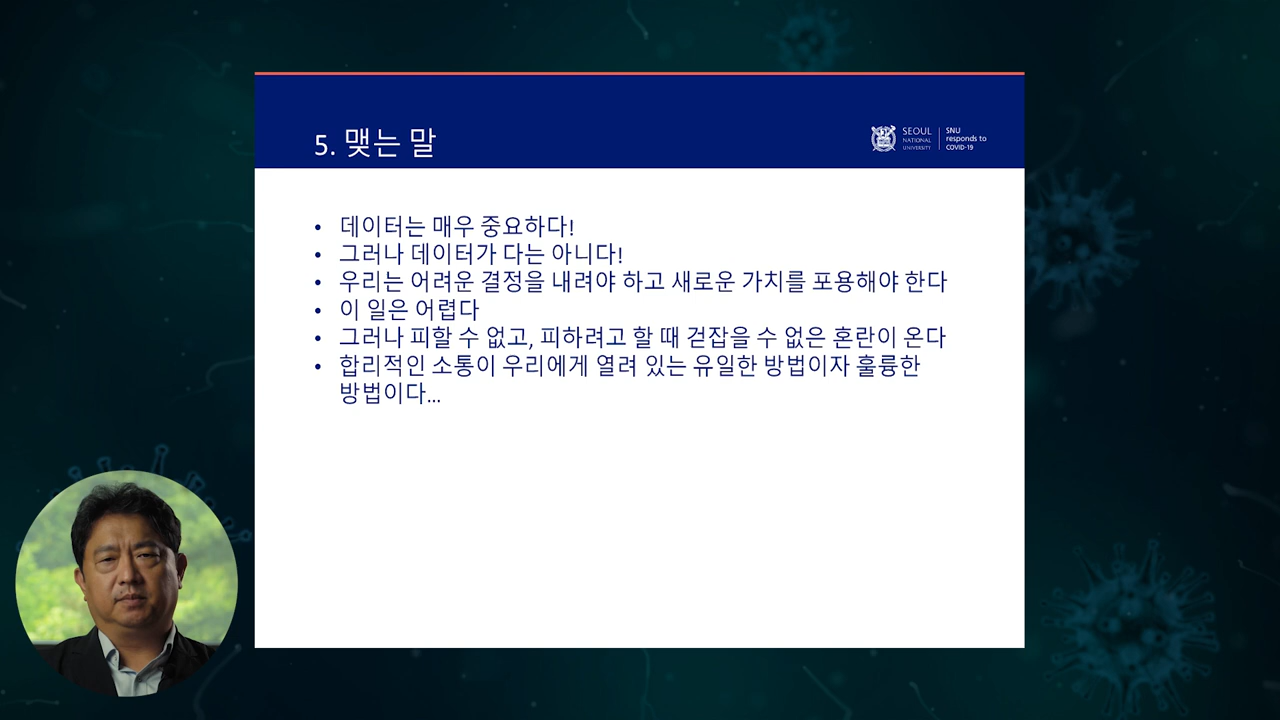 5. 맺는 말
SEOUL
NATIONAL
UNIVERSITY
SNU
responds to
COVID-19
• 데이터는 매우 중요하다!
• 그러나 데이터가 다는 아니다!
• 우리는 어려운 결정을 내려야 하고 새로운 가치를 포용해야 한다
• 이 일은 어렵다
• 그러나 피할 수 없고, 피하려고 할 때 걷잡을 수 없은 혼란이 온다
• 합리적인 소통이 우리에게 열려 있는 유일한 방법이자 훌륭한
방법이다...